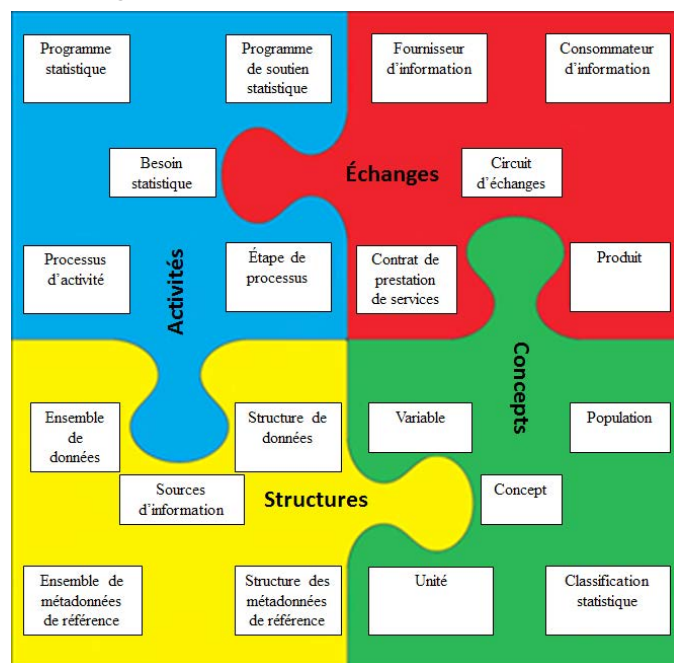 Programme
statistique
Programme
de soutien
statistique
Besoin
statistique
Processus
d'activité
Étape de
processus
Activités
Fournisseur
d'information
Consommateur
d'information
Échanges
Circuit
d'échanges
Contrat de
prestation
de services
Produit
Ensemble
de
données
Structure de
données
Sources
d'information
Structures
Ensemble de
métadonnées
de référence
Structure des
métadonnées
de référence
Concepts
Variable
Population
Concept
Unité
Classification
statistique